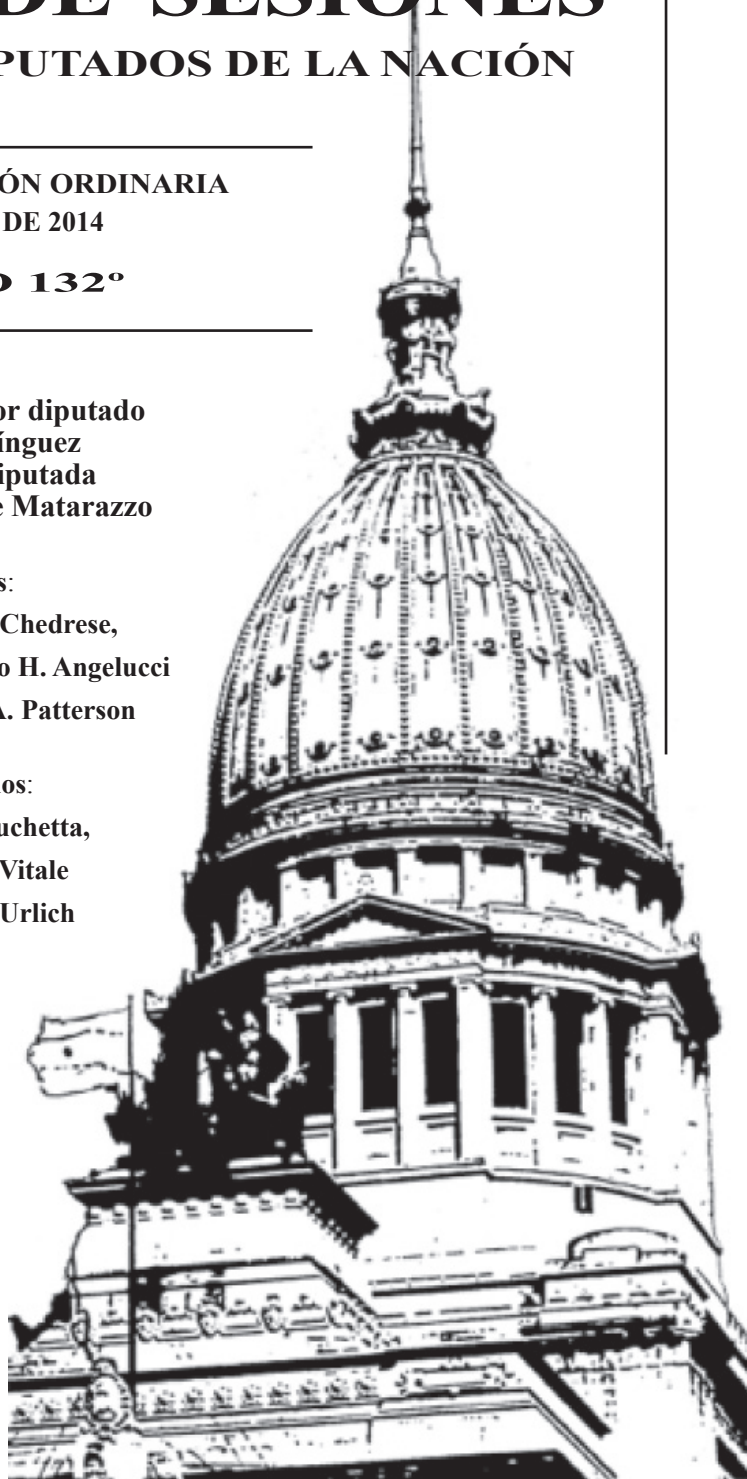 DE SESIONES
PUTADOS DE LA NACIÓN
ÓN ORDINARIA
DE 2014
O 132º
or diputado
ínguez
iputada
e Matarazzo
s:
Chedrese,
o H. Angelucci
A. Patterson
ios:
uchetta,
Vitale
Urlich